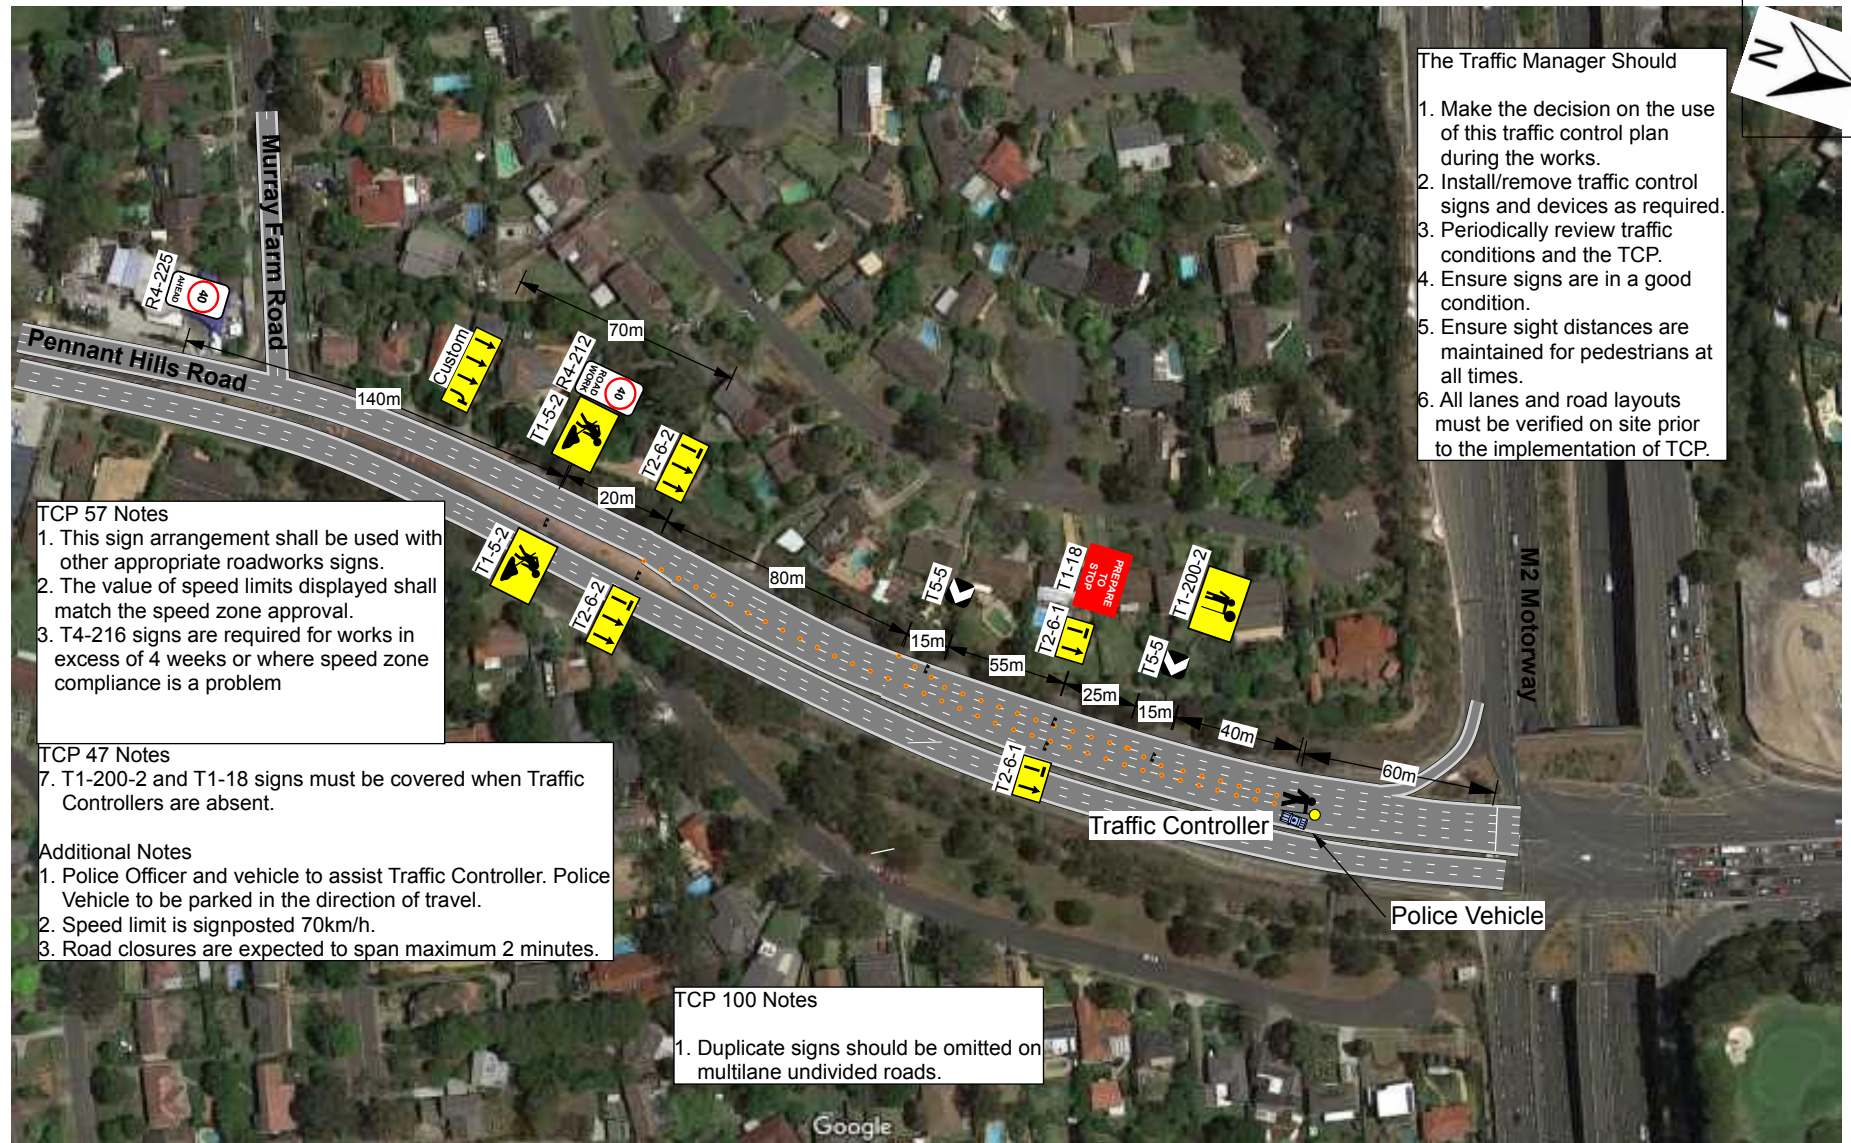 The Traffic Manager Should
1. Make the decision on the use
of this traffic control plan
during the works.
2. Install/remove traffic control
signs and devices as required.
3. Periodically review traffic
conditions and the TCP.
4. Ensure signs are in a good
condition.
5. Ensure sight distances are
maintained for pedestrians at
all times.
6. All lanes and road layouts
must be verified on site prior
to the implementation of TCP.
N
Murray Farm Road
R4-225
40
AHEAD
Pennant Hills Road
140m
Custom
70m
R4-212
ROAD
WORK
40
T1-5-2
T2-6-2
20m
80m
T1-5-2
T2-6-2
T5-5
15m
55m
T1-18
PREPARE
TO
STOP
T2-6-1
25m
T1-200-2
T5-5
15m
40m
60m
M2 Motorway
T2-6-1
Traffic Controller
Police Vehicle
TCP 57 Notes
1. This sign arrangement shall be used with
other appropriate roadworks signs.
2. The value of speed limits displayed shall
match the speed zone approval.
3. T4-216 signs are required for works in
excess of 4 weeks or where speed zone
compliance is a problem
TCP 47 Notes
7. T1-200-2 and T1-18 signs must be covered when Traffic
Controllers are absent.
Additional Notes
1. Police Officer and vehicle to assist Traffic Controller. Police
Vehicle to be parked in the direction of travel.
2. Speed limit is signposted 70km/h.
3. Road closures are expected to span maximum 2 minutes.
TCP 100 Notes
1. Duplicate signs should be omitted on
multilane undivided roads.
Google